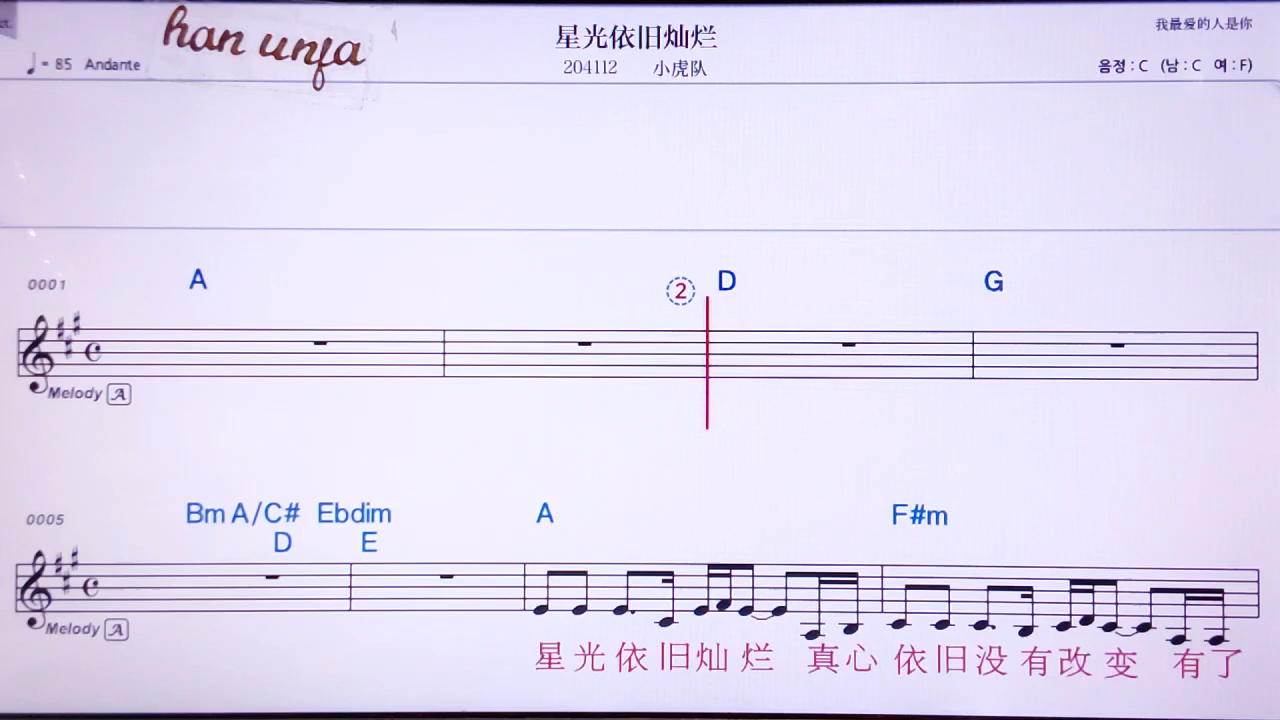 han unfa
星光依旧灿烂
我最爱的人是你
♩= 85 Andante
204112 小虎队
음정 : C (남 : C 여 : F)
0001 A ② D G
Melody A
0005 Bm A/C# Ebdim A F#m
D E
Melody A
星光依旧灿烂 真心依旧没有改变 有了